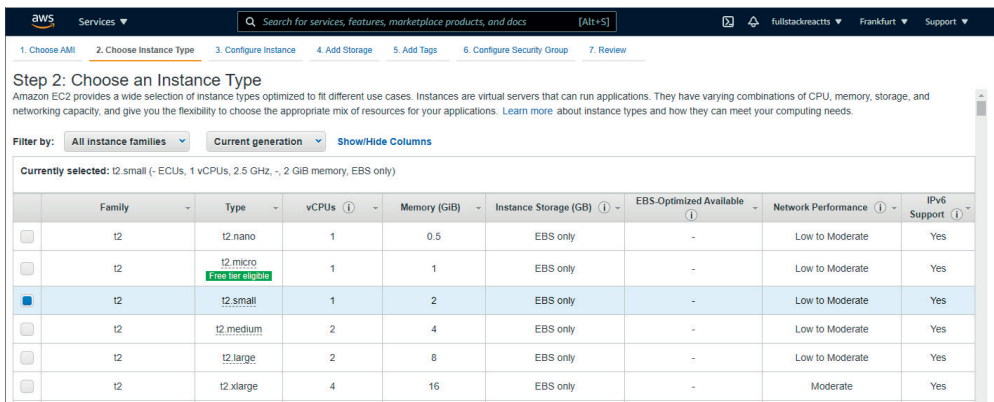 aws Services ▼ Search for services, features, marketplace products, and docs [Alt+S] fullstackreactts ▼ Frankfurt ▼ Support ▼
1. Choose AMI 2. Choose Instance Type 3. Configure Instance 4. Add Storage 5. Add Tags 6. Configure Security Group 7. Review
Step 2: Choose an Instance Type
Amazon EC2 provides a wide selection of instance types optimized to fit different use cases. Instances are virtual servers that can run applications. They have varying combinations of CPU, memory, storage, and
networking capacity, and give you the flexibility to choose the appropriate mix of resources for your applications. Learn more about instance types and how they can meet your computing needs.
Filter by: All instance families Current generation Show/Hide Columns
Currently selected: t2.small (- ECUs, 1 vCPUs, 2.5 GHz, -, 2 GiB memory, EBS only)
Family Type vCPUs i Memory (GiB) Instance Storage (GB) i EBS-Optimized Available i Network Performance i IPv6 Support i
t2 t2.nano 1 0.5 EBS only - Low to Moderate Yes
t2 t2.micro 1 1 EBS only - Low to Moderate Yes
Free tier eligible
t2 t2.small 1 2 EBS only - Low to Moderate Yes
t2 t2.medium 2 4 EBS only - Low to Moderate Yes
t2 t2.large 2 8 EBS only - Low to Moderate Yes
t2 t2.xlarge 4 16 EBS only - Moderate Yes